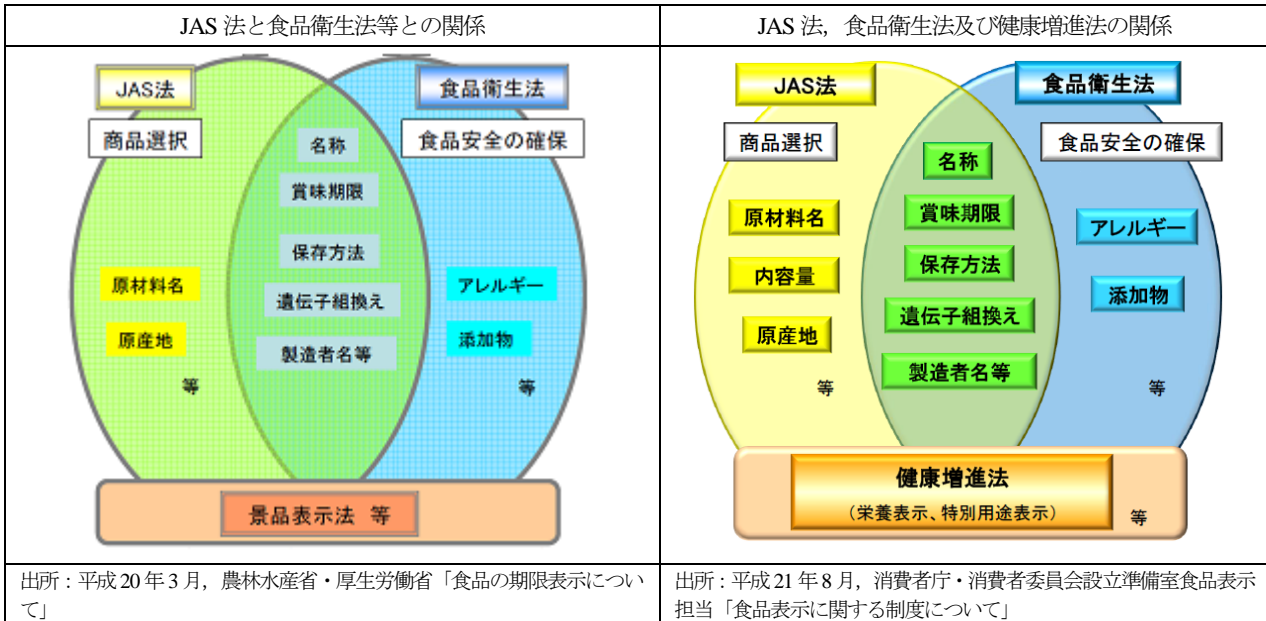 JAS 法と食品衛生法等との関係
JAS法
食品衛生法
商品選択
食品安全の確保
名称
賞味期限
保存方法
原材料名
遺伝子組換え
アレルギー
原産地
製造者名等
添加物
等
等
景品表示法 等
出所：平成 20 年 3 月，農林水産省・厚生労働省「食品の期限表示につい
て」
JAS 法，食品衛生法及び健康増進法の関係
JAS法
食品衛生法
商品選択
食品安全の確保
名称
原材料名
賞味期限
アレルギー
内容量
保存方法
添加物
原産地
遺伝子組換え
製造者名等
等
等
健康増進法
（栄養表示、特別用途表示）
等
出所：平成 21 年 8 月，消費者庁・消費者委員会設立準備室食品表示
担当「食品表示に関する制度について」